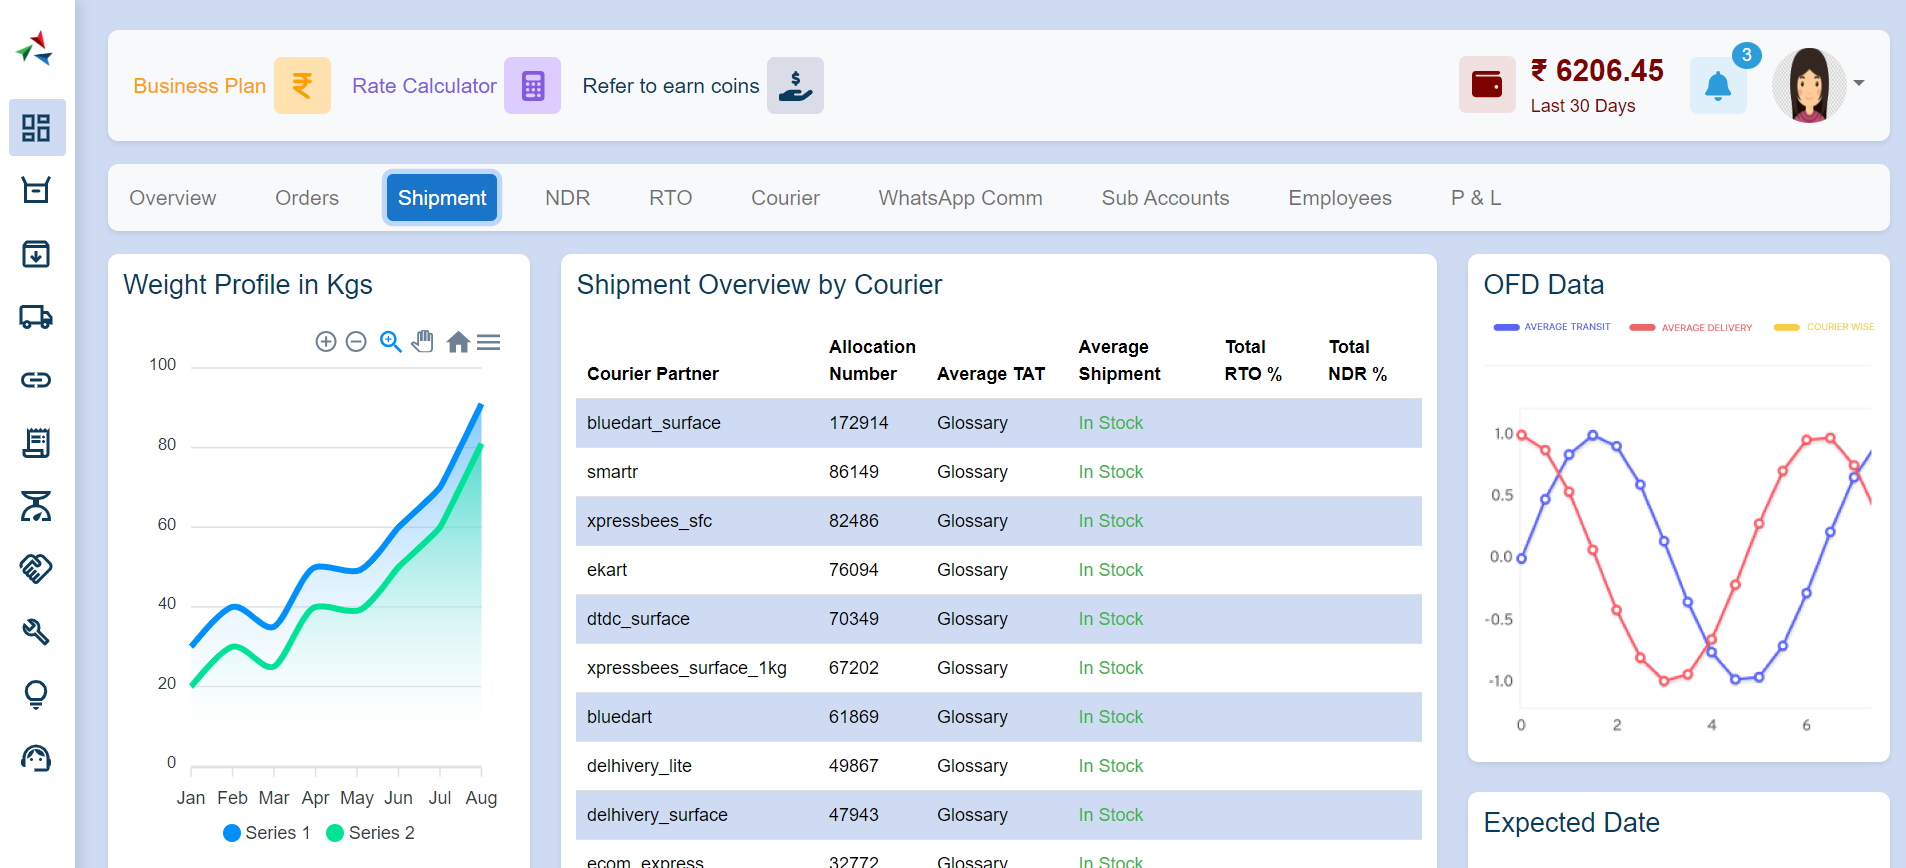 Business Plan
Rate Calculator
Refer to earn coins
₹ 6206.45
Last 30 Days
3
Overview
Orders
Shipment
NDR
RTO
Courier
WhatsApp Comm
Sub Accounts
Employees
P & L
Weight Profile in Kgs
100
80
60
40
20
0
Jan Feb Mar Apr May Jun Jul Aug
Series 1 Series 2
Shipment Overview by Courier
Courier Partner Allocation Number Average TAT Average Shipment Total RTO % Total NDR %
bluedart_surface 172914 Glossary In Stock
smartr 86149 Glossary In Stock
xpressbees_sfc 82486 Glossary In Stock
ekart 76094 Glossary In Stock
dtdc_surface 70349 Glossary In Stock
xpressbees_surface_1kg 67202 Glossary In Stock
bluedart 61869 Glossary In Stock
delhivery_lite 49867 Glossary In Stock
delhivery_surface 47943 Glossary In Stock
ecom_express 32772 Glossary In Stock
OFD Data
AVERAGE TRANSIT AVERAGE DELIVERY COURIER WISE
1.0
0.5
0.0
-0.5
-1.0
0 2 4 6
Expected Date